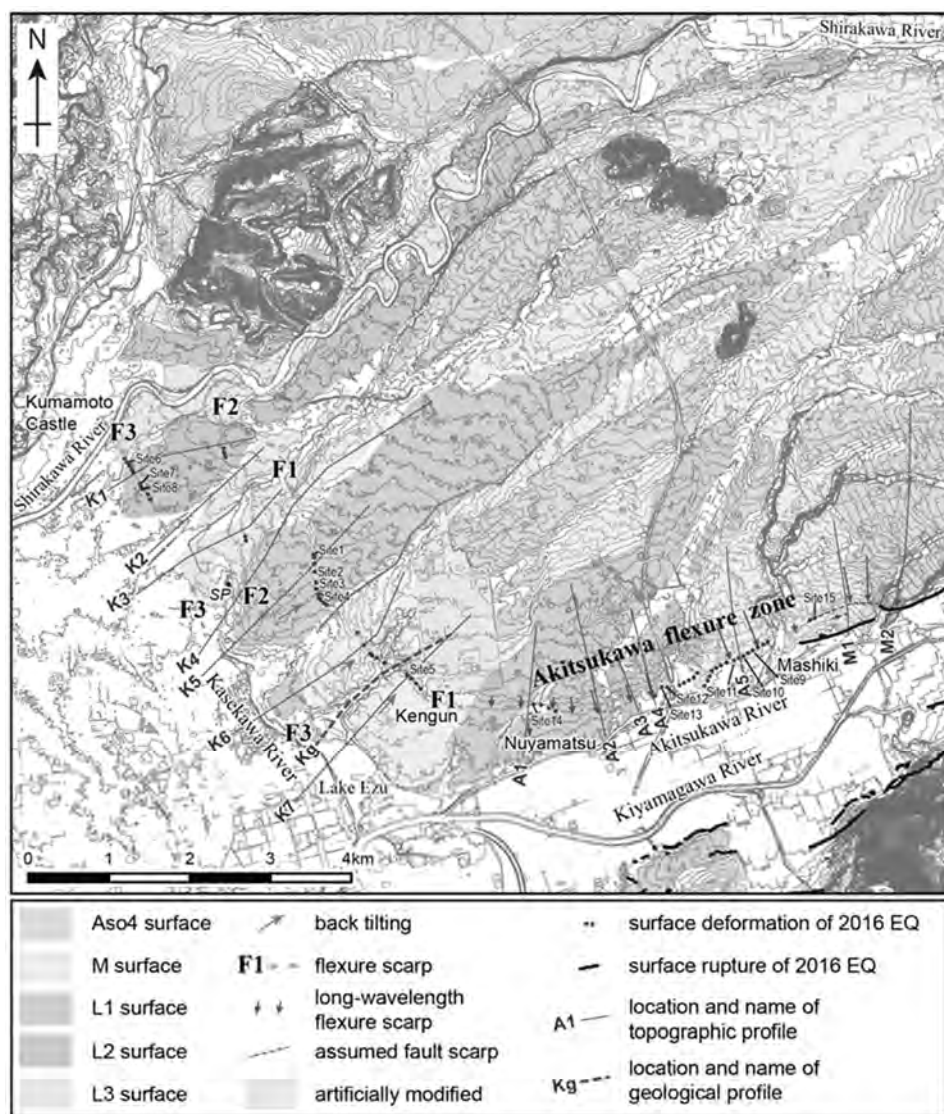 N
Shirakawa River
Kumamoto
Castle
Shirakawa River
F3
F2
Site6
Site7
Site8
K1
F1
K2
K3
Site1
Site2
Site3
Site4
SP
F3
F2
K4
K5
K6
Kasekawa River
F3
Kg
Site5
F1
Kengun
K7
Lake Ezu
Akitsukawa flexure zone
Site15
M1
M2
Mashiki
Site9
Site10
A5
Site11
Site12
Site13
A4
A3
Site14
Nuyamatsu
A2
A1
Akitsukawa River
Kiyamagawa River
0 1 2 3 4km
Aso4 surface
back tilting
surface deformation of 2016 EQ
M surface
F1
flexure scarp
surface rupture of 2016 EQ
L1 surface
long-wavelength
flexure scarp
A1
location and name of
topographic profile
L2 surface
assumed fault scarp
L3 surface
artificially modified
Kg
location and name of
geological profile